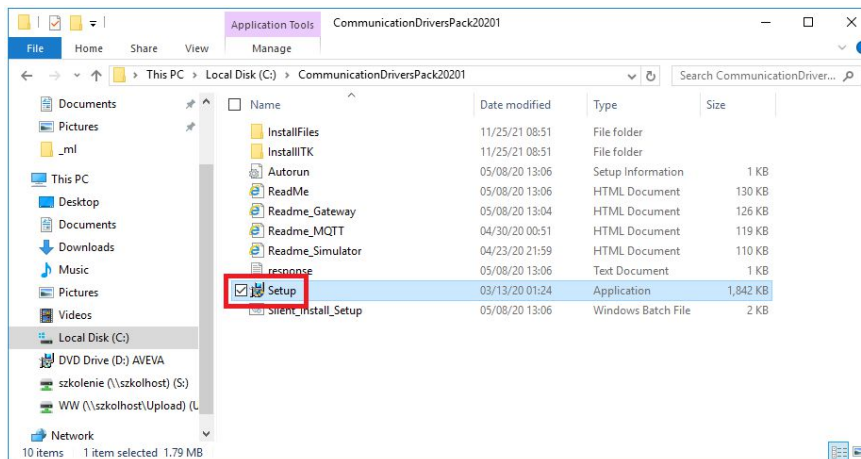 Application Tools CommunicationDriversPack20201
File Home Share View Manage
This PC > Local Disk (C:) > CommunicationDriversPack20201 Search CommunicationDriver...
Documents
Pictures
_ml
This PC
Desktop
Documents
Downloads
Music
Pictures
Videos
Local Disk (C:)
DVD Drive (D:) AVEVA
szkolenie (\\szkolhost) (S:)
WW (\\szkolhost\Upload) (U
Network
Name Date modified Type Size
InstallFiles 11/25/21 08:51 File folder
InstallITK 11/25/21 08:51 File folder
Autorun 05/08/20 13:06 Setup Information 1 KB
ReadMe 05/08/20 13:06 HTML Document 130 KB
Readme_Gateway 05/08/20 13:04 HTML Document 126 KB
Readme_MQTT 04/30/20 00:51 HTML Document 119 KB
Readme_Simulator 04/23/20 21:59 HTML Document 110 KB
response 05/08/20 13:06 Text Document 1 KB
Setup 03/13/20 01:24 Application 1,842 KB
Silent_Install_Setup 05/08/20 13:06 Windows Batch File 2 KB
10 items 1 item selected 1.79 MB